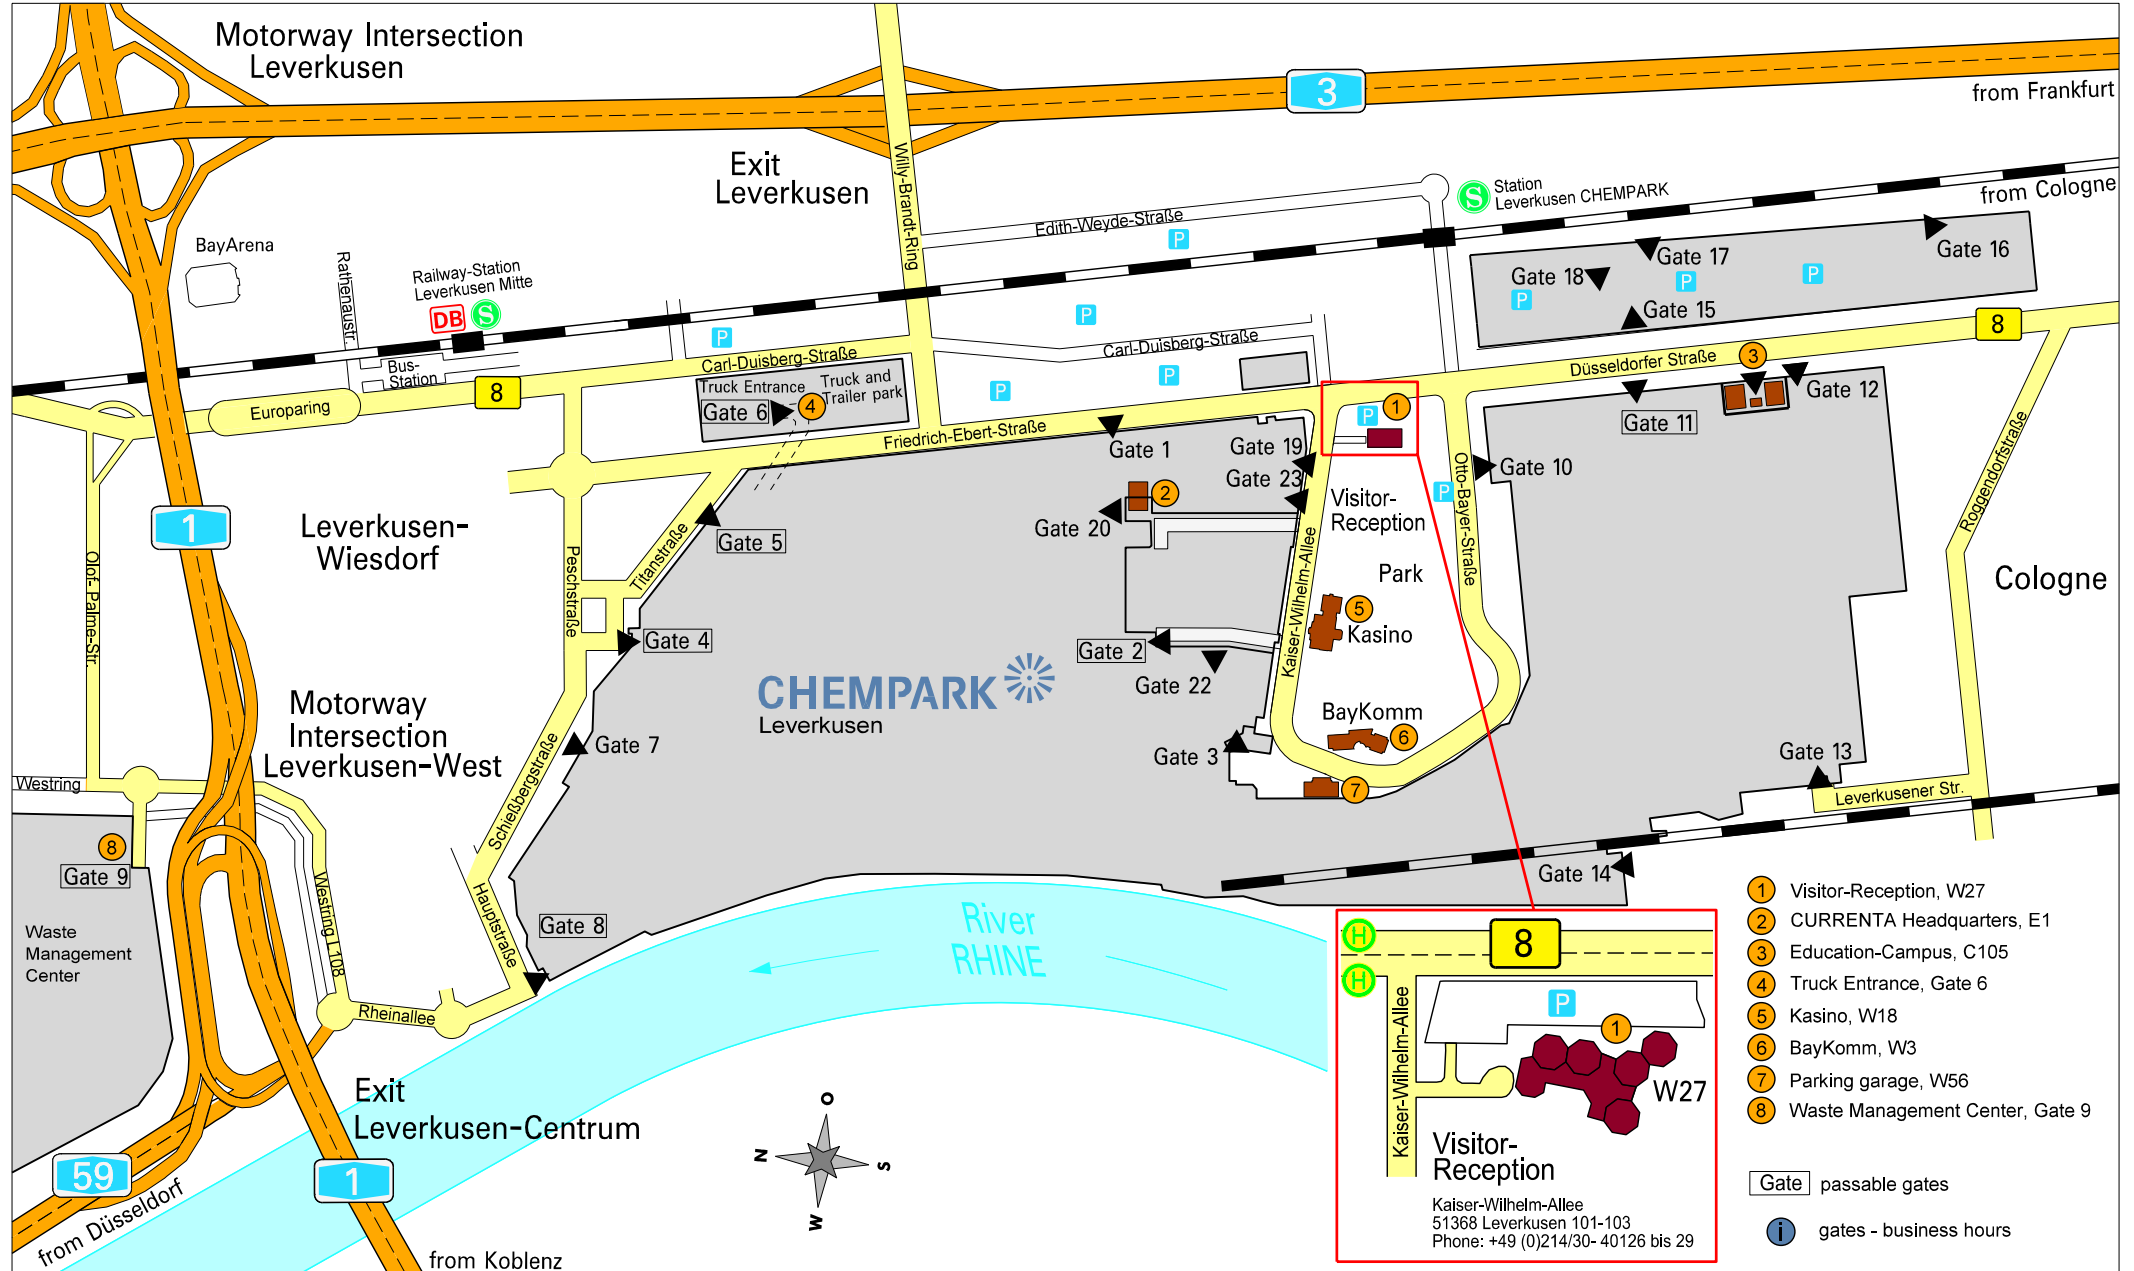 Motorway Intersection
Leverkusen
3
from Frankfurt
Exit
Leverkusen
Willy-Brandt-Ring
S
Station
Leverkusen CHEMPARK
from Cologne
Edith-Weyde-Straße
P
BayArena
Rathenaustr.
Railway-Station
Leverkusen Mitte
DB
S
Gate 16
Gate 17
Gate 18
P
P
P
Gate 15
8
P
P
Carl-Duisberg-Straße
Carl-Duisberg-Straße
Bus-
Station
Düsseldorfer Straße
3
Truck Entrance
Truck and
Trailer park
Gate 6
4
8
Europaring
P
P
P
1
Gate 12
Gate 11
Friedrich-Ebert-Straße
Gate 1
Gate 19
Gate 23
Gate 10
Otto-Bayer-Straße
P
Roggendorfstraße
2
Gate 20
Visitor-
Reception
1
Leverkusen-
Wiesdorf
Gate 5
Titanstraße
Peschstraße
Olof-Palme-Str.
Kaiser-Wilhelm-Allee
Park
Cologne
5
Kasino
Gate 4
Gate 2
Gate 22
CHEMPARK
Leverkusen
Motorway
Intersection
Leverkusen-West
BayKomm
6
Gate 7
Gate 3
Gate 13
7
Leverkusener Str.
Westring
Schießbergstraße
8
Gate 9
Gate 14
Westring L108
Hauptstraße
Gate 8
Waste
Management
Center
River
RHINE
Rheinallee
Exit
Leverkusen-Centrum
59
1
from Düsseldorf
from Koblenz
O
N
S
W
H
H
8
Kaiser-Wilhelm-Allee
P
1
W27
Visitor-
Reception
Kaiser-Wilhelm-Allee
51368 Leverkusen 101-103
Phone: +49 (0)214/30- 40126 bis 29
1 Visitor-Reception, W27
2 CURRENTA Headquarters, E1
3 Education-Campus, C105
4 Truck Entrance, Gate 6
5 Kasino, W18
6 BayKomm, W3
7 Parking garage, W56
8 Waste Management Center, Gate 9
Gate passable gates
i gates - business hours